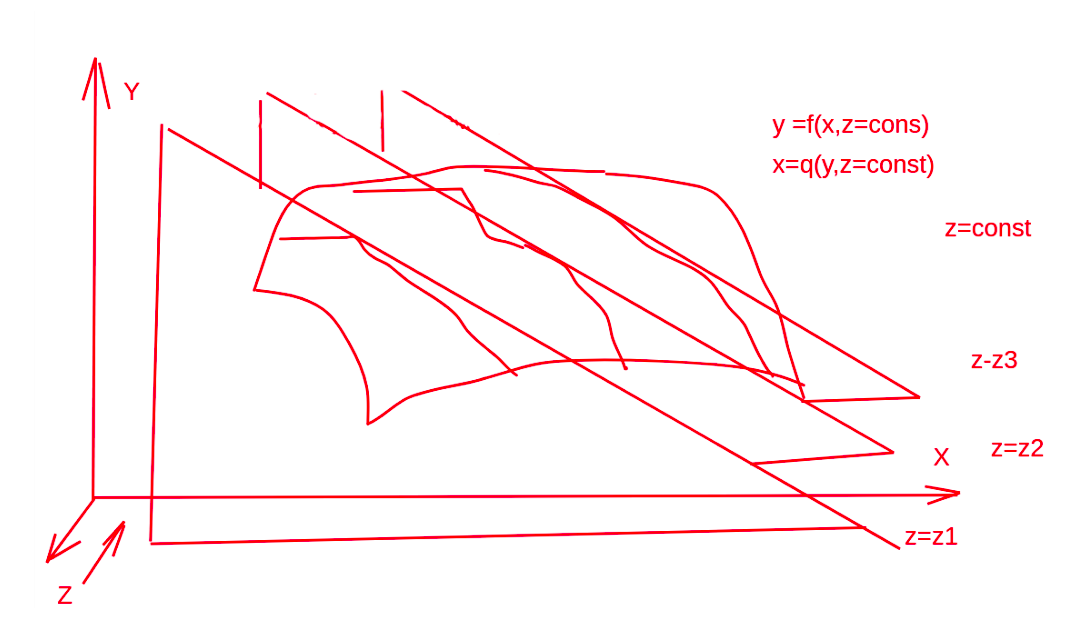 Y
y =f(x,z=cons)
x=q(y,z=const)
z=const
z-z3
z=z2
X
z=z1
Z